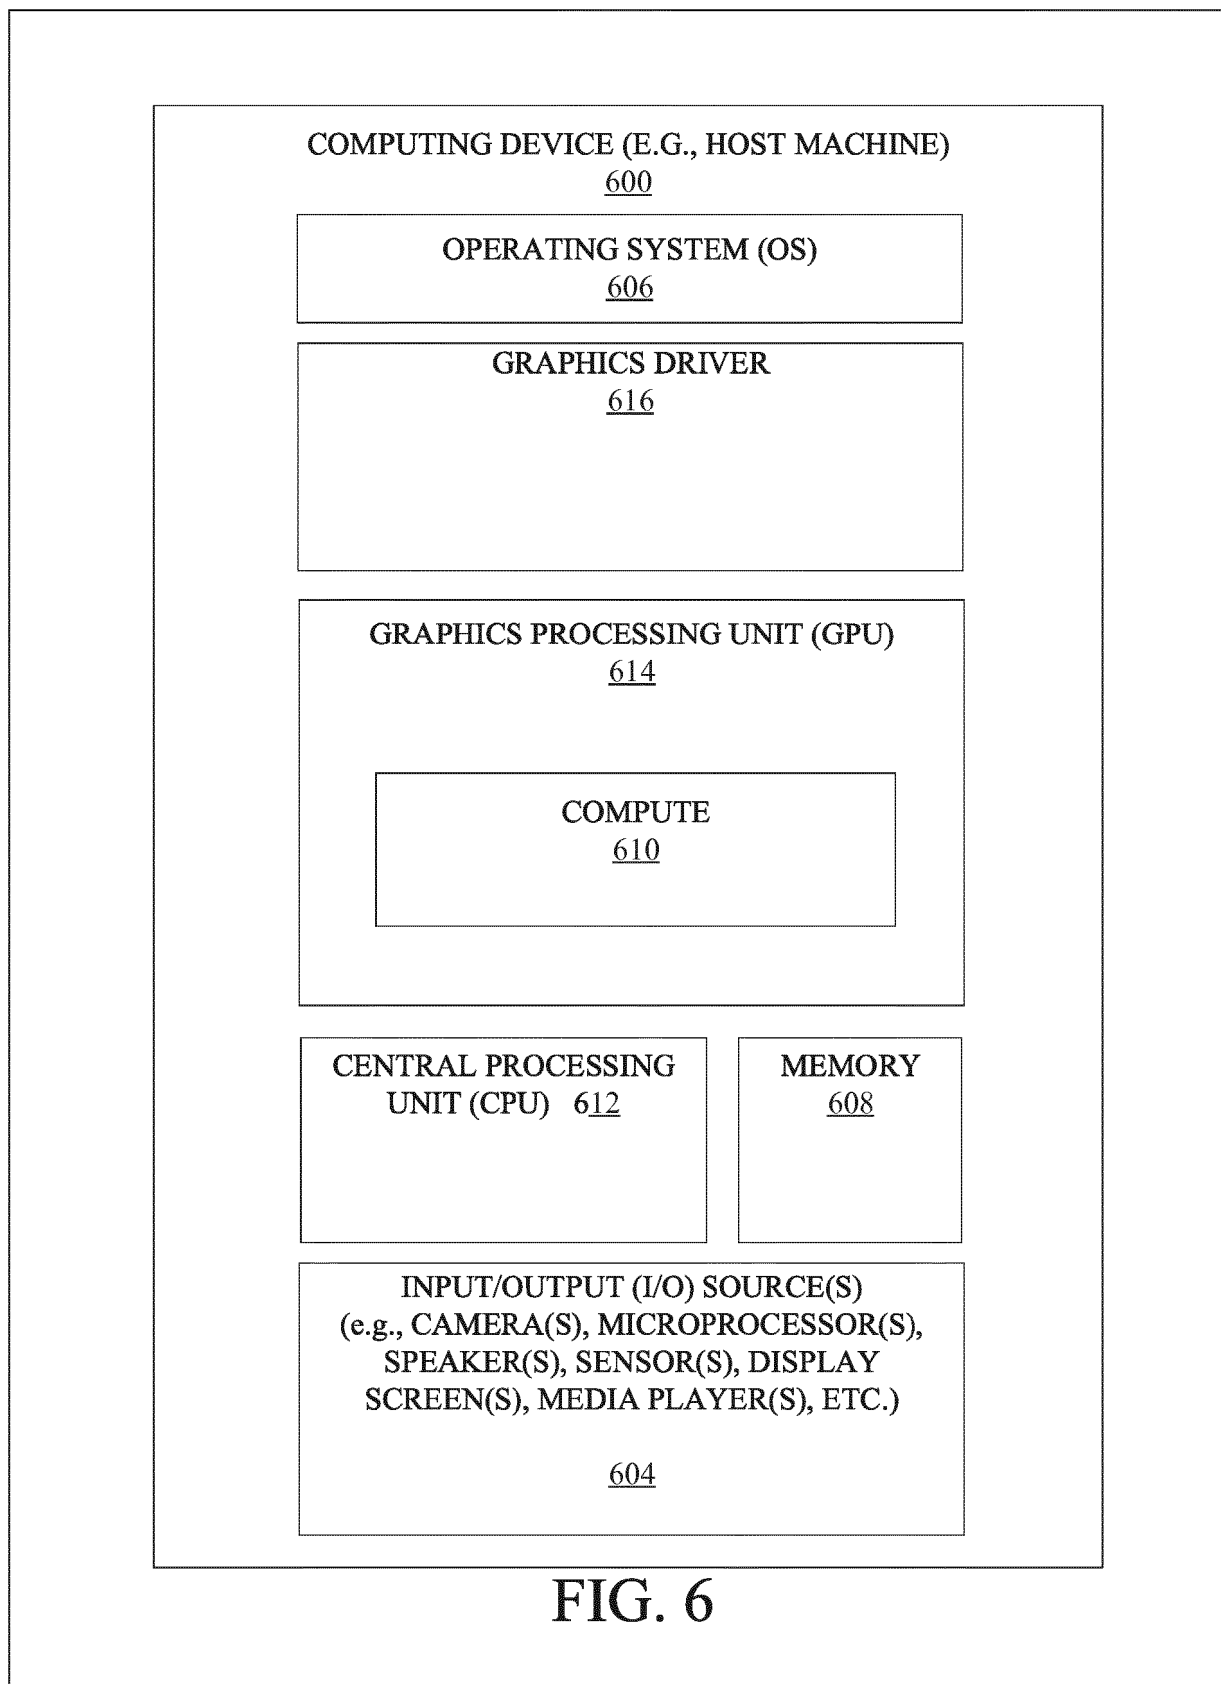 COMPUTING DEVICE (E.G., HOST MACHINE)
600
OPERATING SYSTEM (OS)
606
GRAPHICS DRIVER
616
GRAPHICS PROCESSING UNIT (GPU)
614
COMPUTE
610
CENTRAL PROCESSING
UNIT (CPU) 612
MEMORY
608
INPUT/OUTPUT (I/O) SOURCE(S)
(e.g., CAMERA(S), MICROPROCESSOR(S),
SPEAKER(S), SENSOR(S), DISPLAY
SCREEN(S), MEDIA PLAYER(S), ETC.)
604
FIG. 6